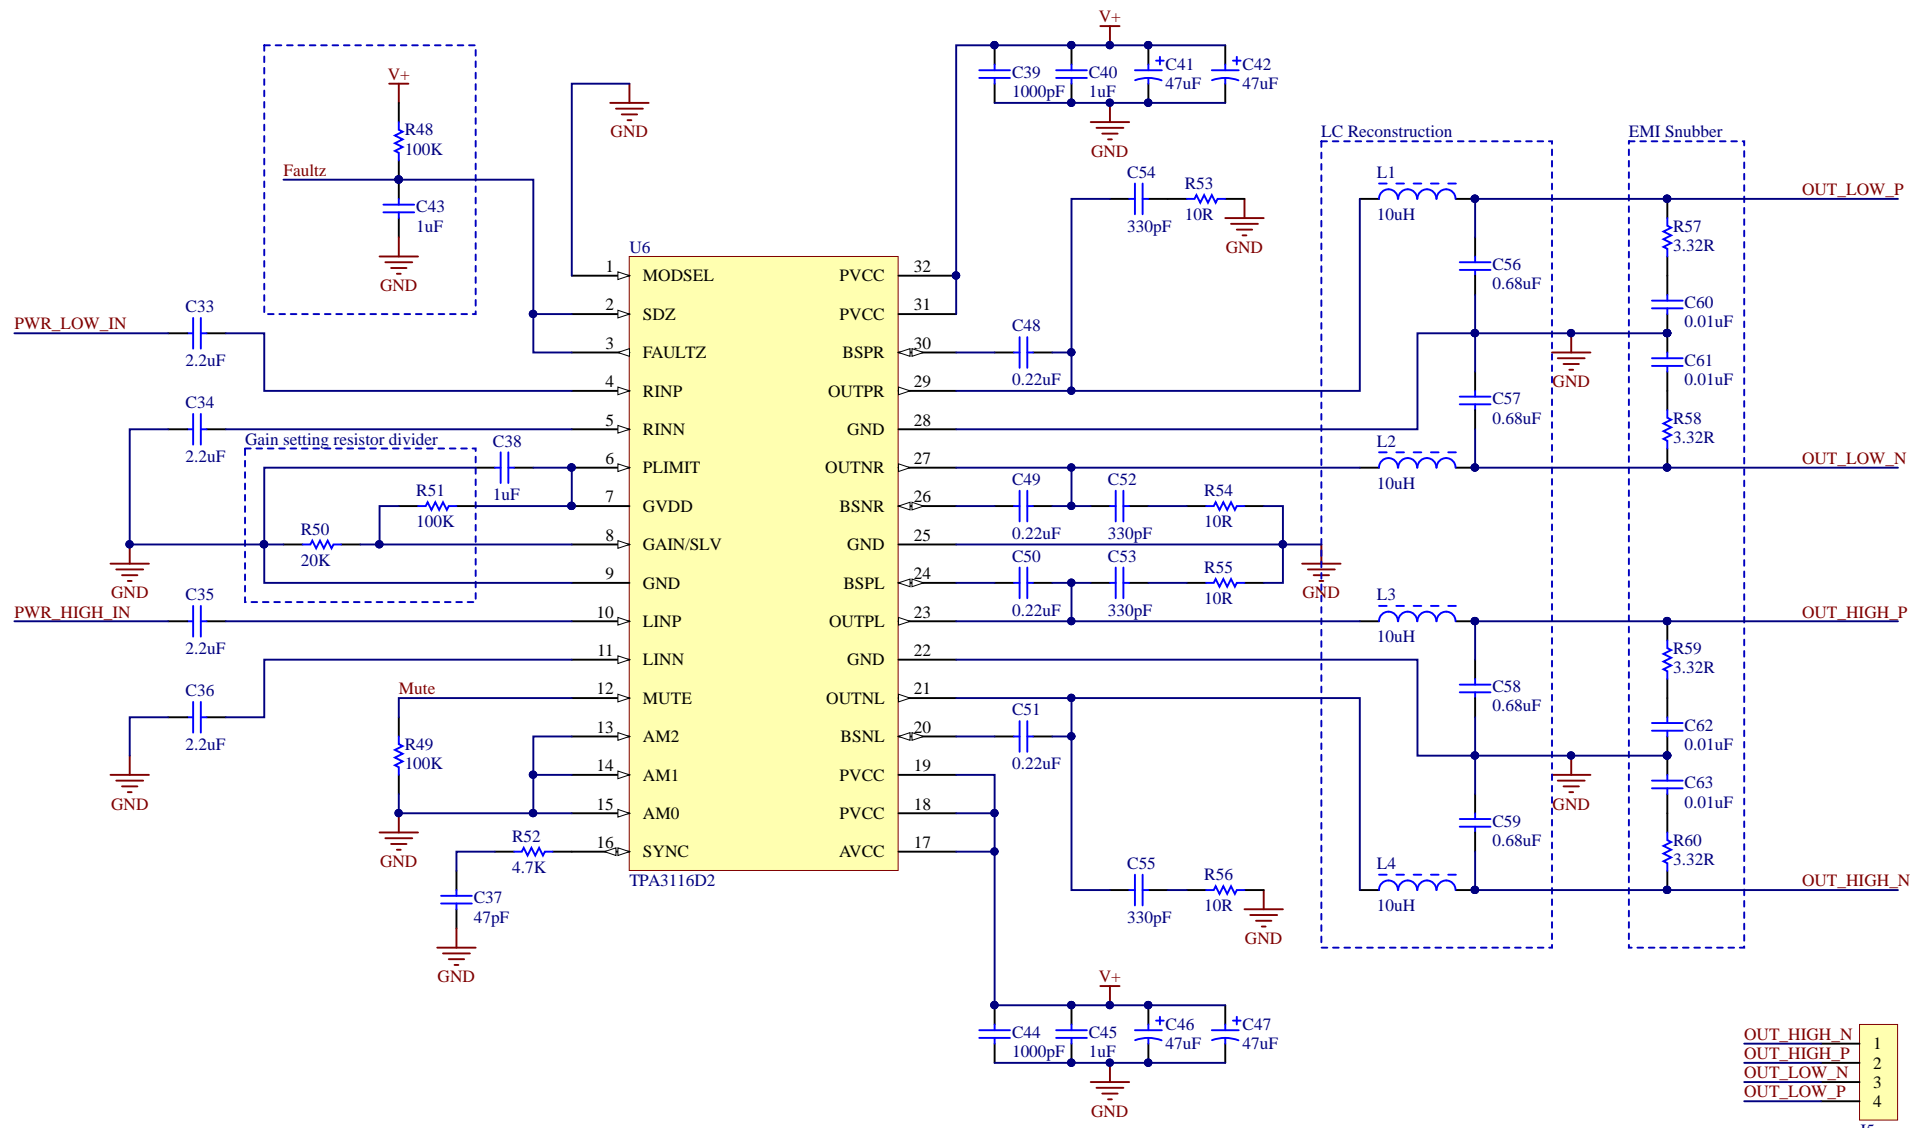 V+
C39
1000pF
C40
1uF
C41
47uF
C42
47uF
GND
V+
R48
100K
Faultz
C43
1uF
GND
GND
LC Reconstruction
EMI Snubber
C54
330pF
R53
10R
GND
L1
10uH
OUT_LOW_P
R57
3.32R
C56
0.68uF
C60
0.01uF
GND
C61
0.01uF
C57
0.68uF
R58
3.32R
L2
10uH
OUT_LOW_N
U6
1 MODSEL
2 SDZ
3 FAULTZ
4 RINP
5 RINN
6 PLIMIT
7 GVDD
8 GAIN/SLV
9 GND
10 LINP
11 LINN
12 MUTE
13 AM2
14 AM1
15 AM0
16 SYNC
PVCC 32
PVCC 31
BSPR 30
OUTPR 29
GND 28
OUTNR 27
BSNR 26
GND 25
BSPL 24
OUTPL 23
GND 22
OUTNL 21
BSNL 20
PVCC 19
PVCC 18
AVCC 17
TPA3116D2
PWR_LOW_IN
C33
2.2uF
C34
2.2uF
Gain setting resistor divider
C38
1uF
R51
100K
R50
20K
GND
PWR_HIGH_IN
C35
2.2uF
C36
2.2uF
GND
Mute
R49
100K
GND
R52
4.7K
C37
47pF
GND
C48
0.22uF
C49
0.22uF
C52
330pF
R54
10R
C50
0.22uF
C53
330pF
R55
10R
GND
C51
0.22uF
C55
330pF
R56
10R
GND
L3
10uH
OUT_HIGH_P
R59
3.32R
C58
0.68uF
C62
0.01uF
GND
C63
0.01uF
C59
0.68uF
R60
3.32R
L4
10uH
OUT_HIGH_N
V+
C44
1000pF
C45
1uF
C46
47uF
C47
47uF
GND
OUT_HIGH_N 1
OUT_HIGH_P 2
OUT_LOW_N 3
OUT_LOW_P 4